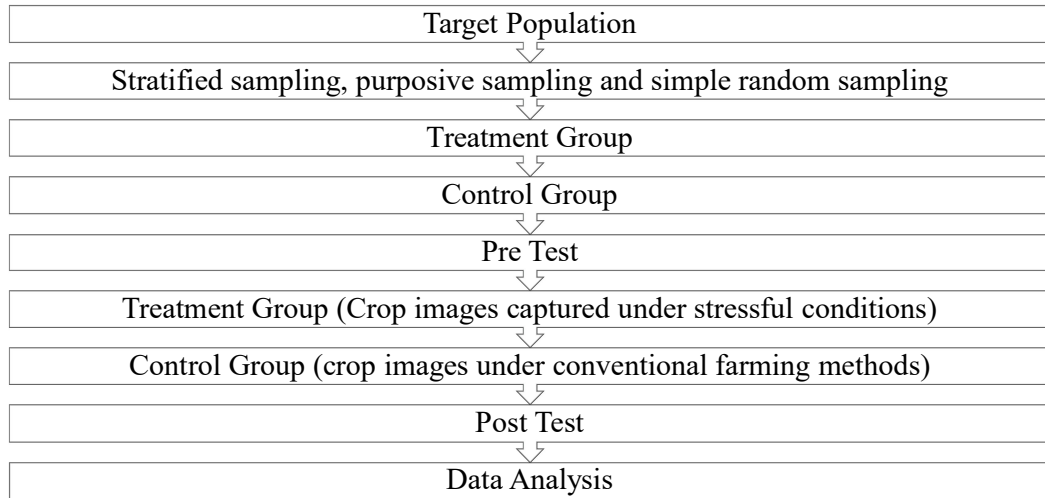 Target Population
Stratified sampling, purposive sampling and simple random sampling
Treatment Group
Control Group
Pre Test
Treatment Group (Crop images captured under stressful conditions)
Control Group (crop images under conventional farming methods)
Post Test
Data Analysis